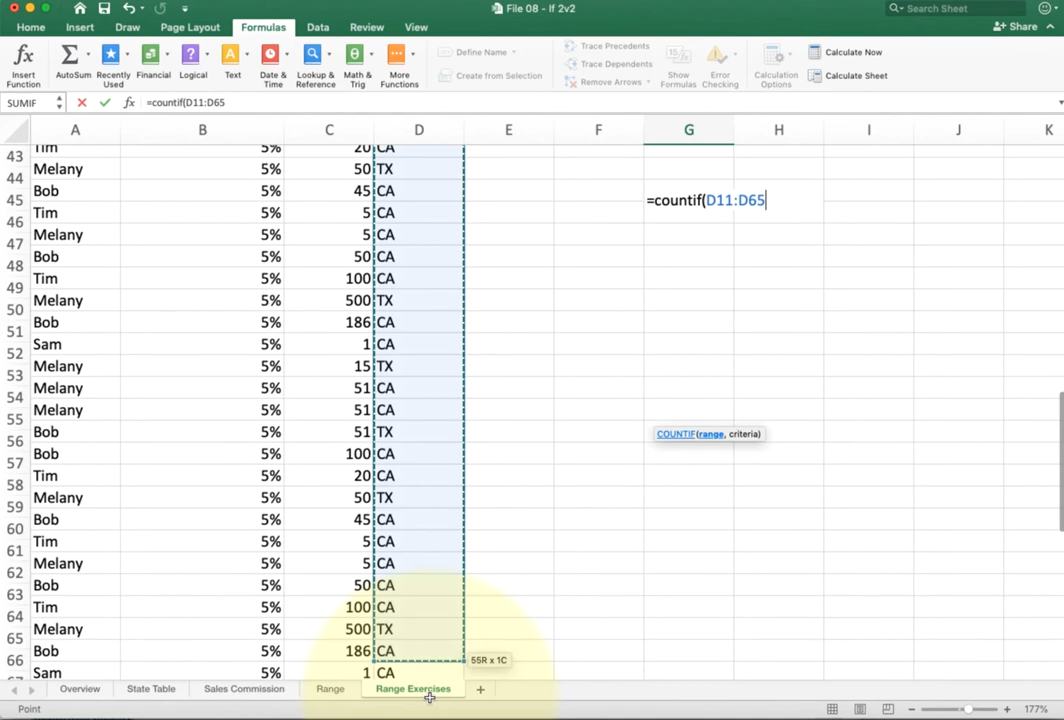 File 08 - If 2v2
Search Sheet
Home Insert Draw Page Layout Formulas Data Review View
Share
Insert Function
AutoSum
Recently Used
Financial
Logical
Text
Date & Time
Lookup & Reference
Math & Trig
More Functions
Define Name
Create from Selection
Trace Precedents
Trace Dependents
Remove Arrows
Show Formulas
Error Checking
Calculation Options
Calculate Now
Calculate Sheet
SUMIF fx =countif(D11:D65
A B C D E F G H I J K
43 Tim 5% 20 CA
44 Melany 5% 50 TX
45 Bob 5% 45 CA =countif(D11:D65
46 Tim 5% 5 CA
47 Melany 5% 5 CA
48 Bob 5% 50 CA
49 Tim 5% 100 CA
50 Melany 5% 500 TX
51 Bob 5% 186 CA
52 Sam 5% 1 CA
53 Melany 5% 15 TX
54 Melany 5% 51 CA
55 Melany 5% 51 CA
56 Bob 5% 51 TX
COUNTIF(range, criteria)
57 Bob 5% 100 CA
58 Tim 5% 20 CA
59 Melany 5% 50 TX
60 Bob 5% 45 CA
61 Tim 5% 5 CA
62 Melany 5% 5 CA
63 Bob 5% 50 CA
64 Tim 5% 100 CA
65 Melany 5% 500 TX
66 Bob 5% 186 CA
55R x 1C
Sam 5% 1 CA
Overview State Table Sales Commission Range Range Exercises
Point
177%